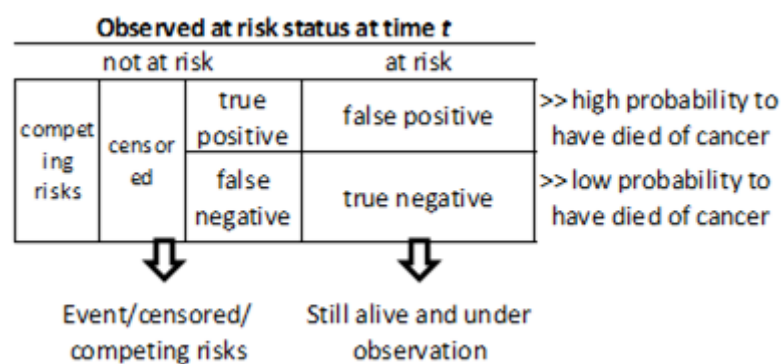 Observed at risk status at time t
not at risk
at risk
compet
ing
risks
censor
ed
true
positive
false positive
>> high probability to
have died of cancer
false
negative
true negative
>> low probability to
have died of cancer
Event/censored/
competing risks
Still alive and under
observation